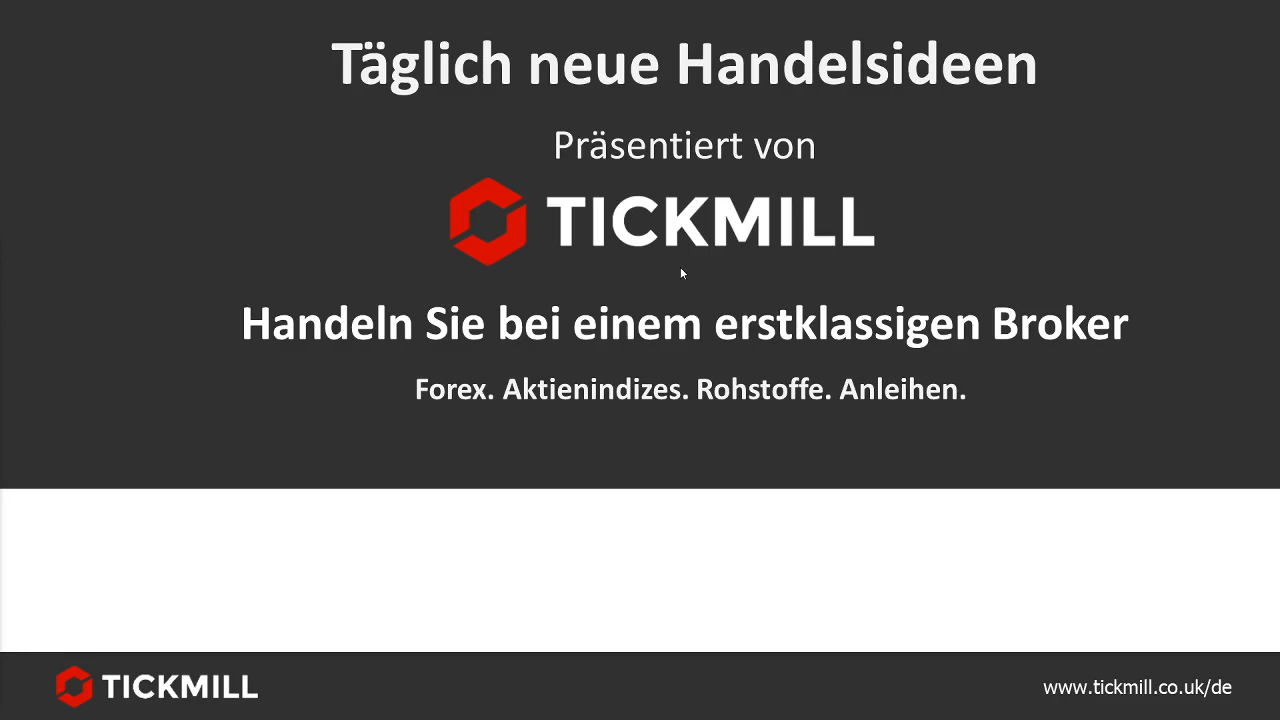 Täglich neue Handelsideen
Präsentiert von
TICKMILL
Handeln Sie bei einem erstklassigen Broker
Forex. Aktienindizes. Rohstoffe. Anleihen.
TICKMILL
www.tickmill.co.uk/de